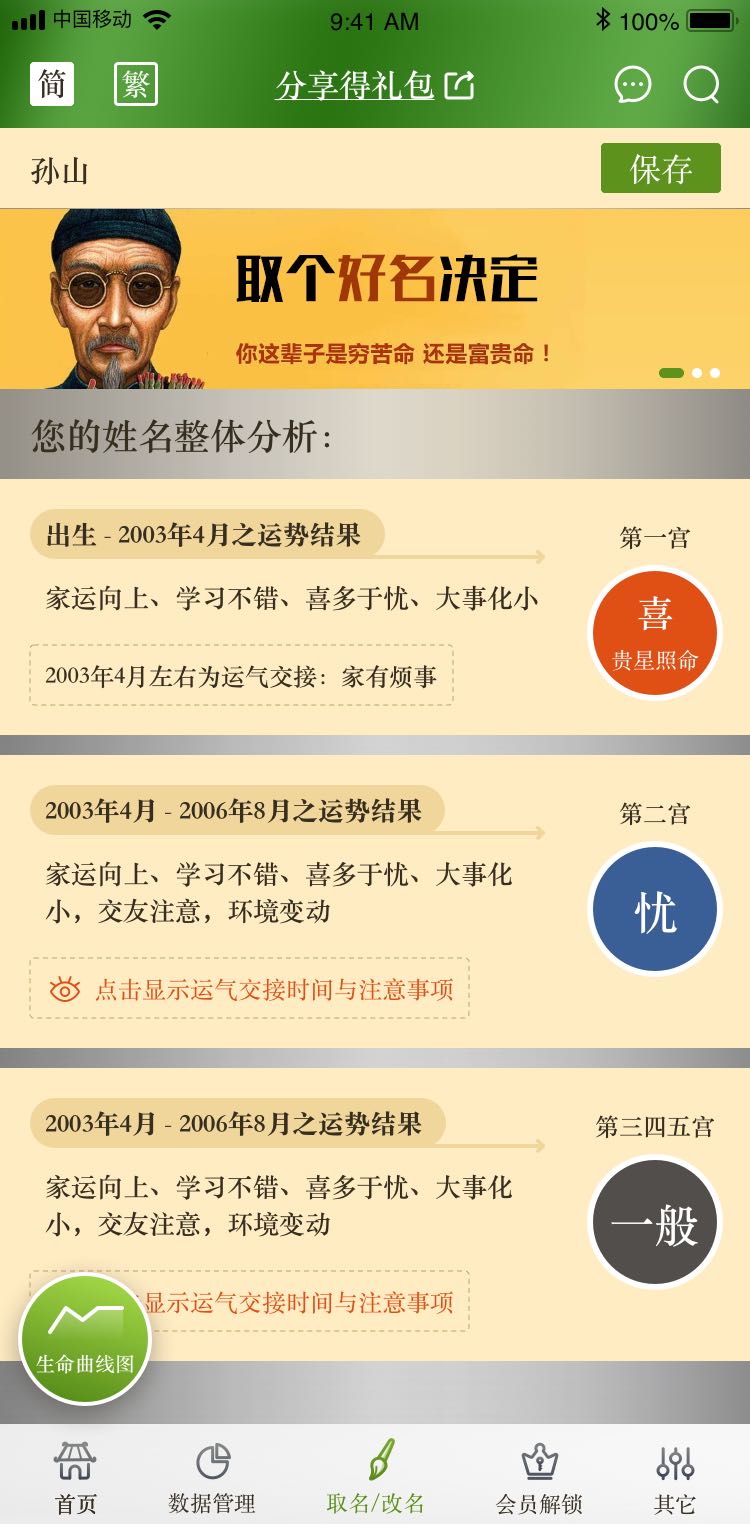 中国移动 9:41 AM 100%
简 繁 分享得礼包
孙山 保存
取个好名决定
你这辈子是穷苦命 还是富贵命！
您的姓名整体分析：
出生 - 2003年4月之运势结果
第一宫
家运向上、学习不错、喜多于忧、大事化小
喜
贵星照命
2003年4月左右为运气交接：家有烦事
2003年4月 - 2006年8月之运势结果
第二宫
家运向上、学习不错、喜多于忧、大事化
小，交友注意，环境变动
忧
点击显示运气交接时间与注意事项
2003年4月 - 2006年8月之运势结果
第三四五宫
家运向上、学习不错、喜多于忧、大事化
小，交友注意，环境变动
一般
显示运气交接时间与注意事项
生命曲线图
首页 数据管理 取名/改名 会员解锁 其它